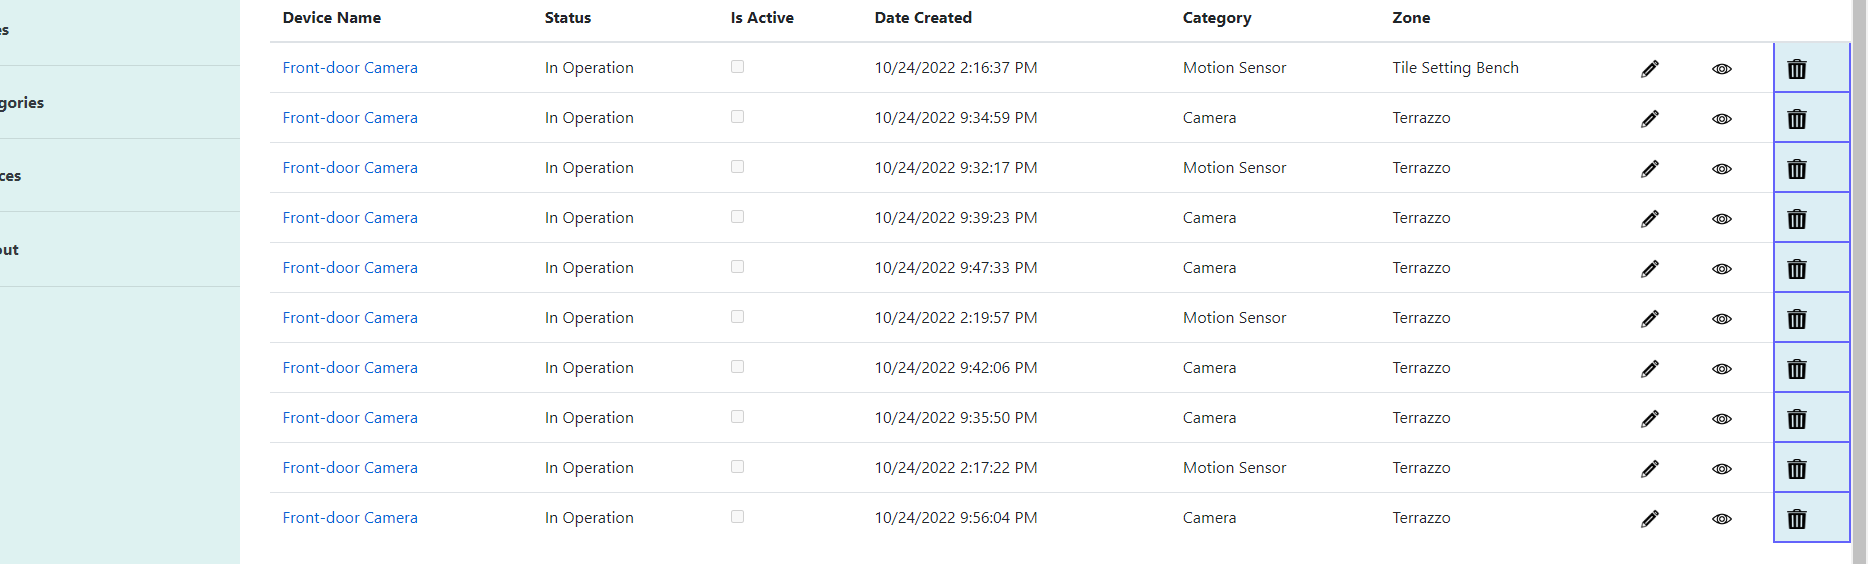 es
gories
ces
out
Device Name Status Is Active Date Created Category Zone
Front-door Camera In Operation 10/24/2022 2:16:37 PM Motion Sensor Tile Setting Bench
Front-door Camera In Operation 10/24/2022 9:34:59 PM Camera Terrazzo
Front-door Camera In Operation 10/24/2022 9:32:17 PM Motion Sensor Terrazzo
Front-door Camera In Operation 10/24/2022 9:39:23 PM Camera Terrazzo
Front-door Camera In Operation 10/24/2022 9:47:33 PM Camera Terrazzo
Front-door Camera In Operation 10/24/2022 2:19:57 PM Motion Sensor Terrazzo
Front-door Camera In Operation 10/24/2022 9:42:06 PM Camera Terrazzo
Front-door Camera In Operation 10/24/2022 9:35:50 PM Camera Terrazzo
Front-door Camera In Operation 10/24/2022 2:17:22 PM Motion Sensor Terrazzo
Front-door Camera In Operation 10/24/2022 9:56:04 PM Camera Terrazzo